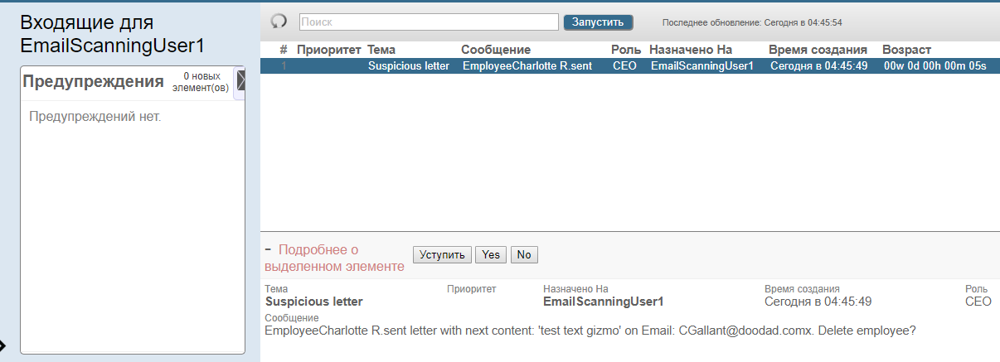 Входящие для
EmailScanningUser1
Предупреждения
0 новых
элемент(ов)
Предупреждений нет.
Поиск
Запустить
Последнее обновление: Сегодня в 04:45:54
# Приоритет Тема Сообщение Роль Назначено На Время создания Возраст
1 Suspicious letter EmployeeCharlotte R.sent CEO EmailScanningUser1 Сегодня в 04:45:49 00w 0d 00h 00m 05s
− Подробнее о
выделенном элементе
Уступить Yes No
Тема Приоритет Назначено На Время создания Роль
Suspicious letter EmailScanningUser1 Сегодня в 04:45:49 CEO
Сообщение
EmployeeCharlotte R.sent letter with next content: 'test text gizmo' on Email: CGallant@doodad.comx. Delete employee?